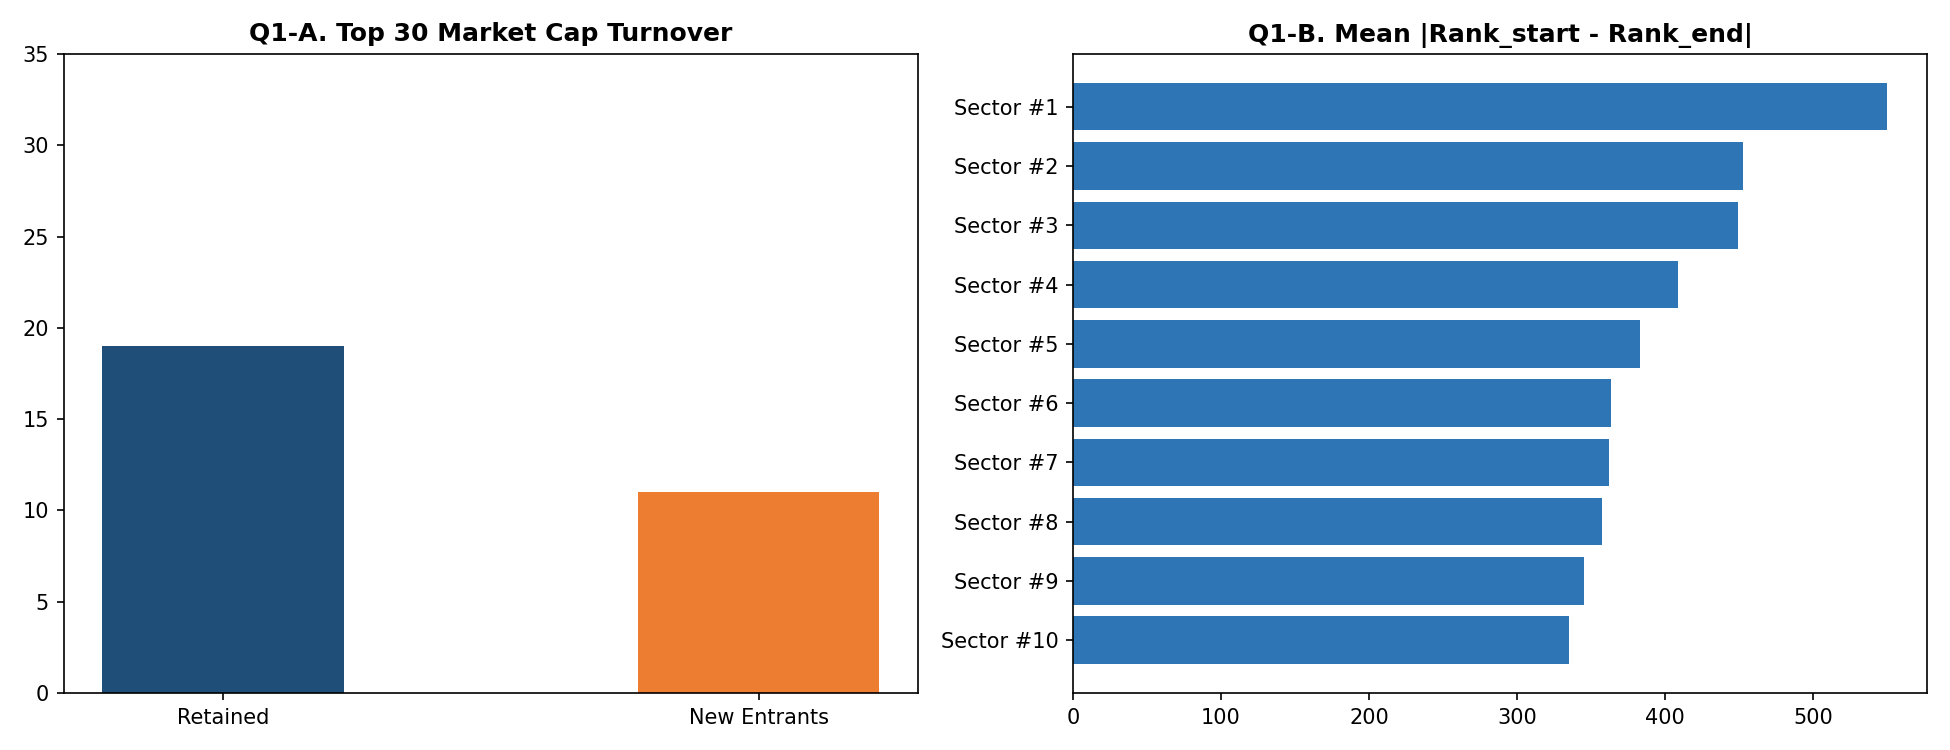 Q1-A. Top 30 Market Cap Turnover
35
30
25
20
15
10
5
0
Retained
New Entrants
Q1-B. Mean |Rank_start - Rank_end|
Sector #1
Sector #2
Sector #3
Sector #4
Sector #5
Sector #6
Sector #7
Sector #8
Sector #9
Sector #10
0 100 200 300 400 500